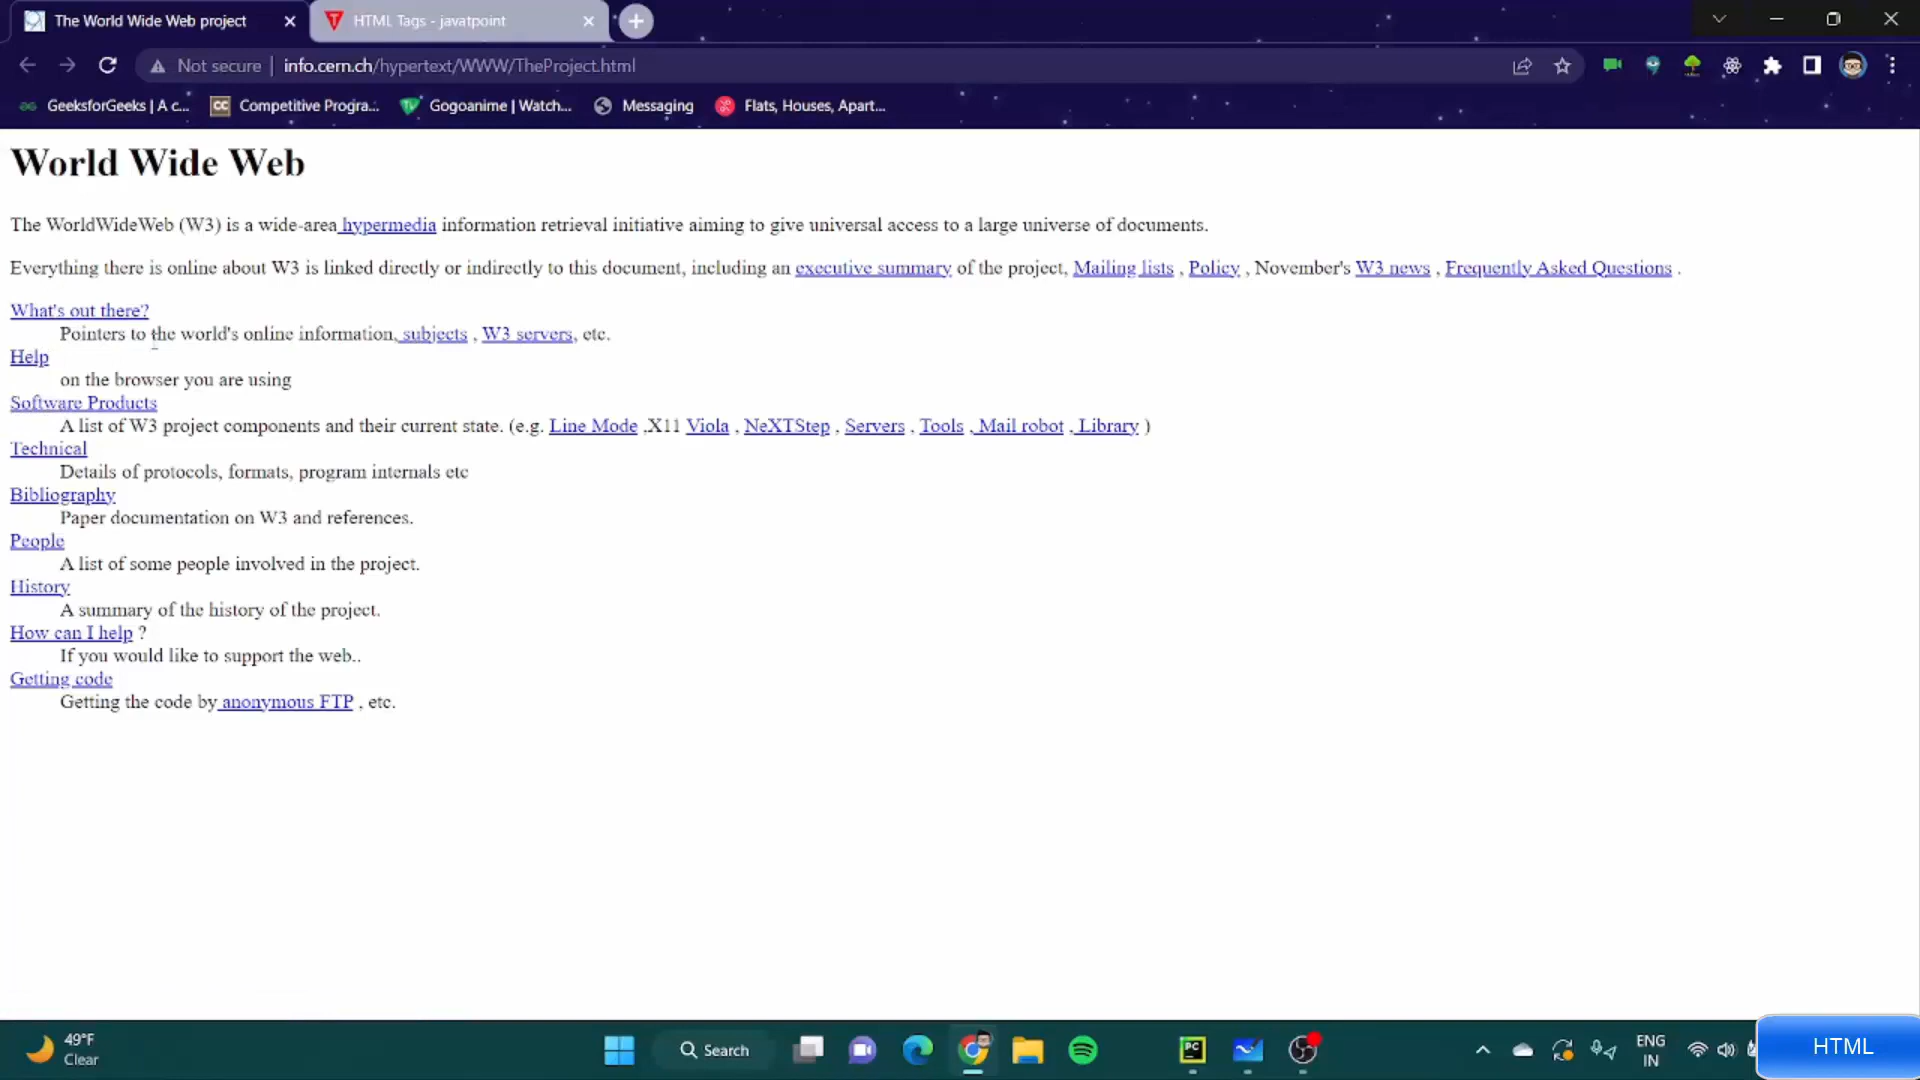 The World Wide Web project
HTML Tags - javatpoint
Not secure
info.cern.ch/hypertext/WWW/TheProject.html
GeeksforGeeks | A c...
CC
Competitive Progra...
Gogoanime | Watch...
Messaging
Flats, Houses, Apart...
World Wide Web
The WorldWideWeb (W3) is a wide-area hypermedia information retrieval initiative aiming to give universal access to a large universe of documents.
Everything there is online about W3 is linked directly or indirectly to this document, including an executive summary of the project, Mailing lists , Policy , November's W3 news , Frequently Asked Questions .
What's out there?
Pointers to the world's online information, subjects , W3 servers, etc.
Help
on the browser you are using
Software Products
A list of W3 project components and their current state. (e.g. Line Mode ,X11 Viola , NeXTStep , Servers , Tools , Mail robot , Library )
Technical
Details of protocols, formats, program internals etc
Bibliography
Paper documentation on W3 and references.
People
A list of some people involved in the project.
History
A summary of the history of the project.
How can I help ?
If you would like to support the web..
Getting code
Getting the code by anonymous FTP , etc.
49°F
Clear
Search
PC
ENG
IN
HTML